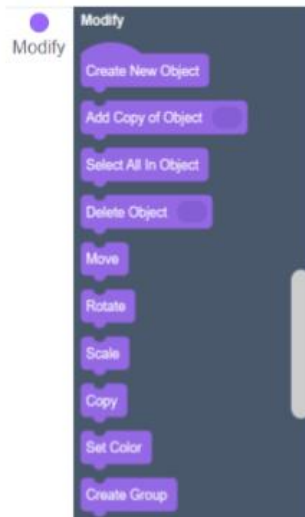 Modify
Modify
Create New Object
Add Copy of Object
Select All In Object
Delete Object
Move
Rotate
Scale
Copy
Set Color
Create Group